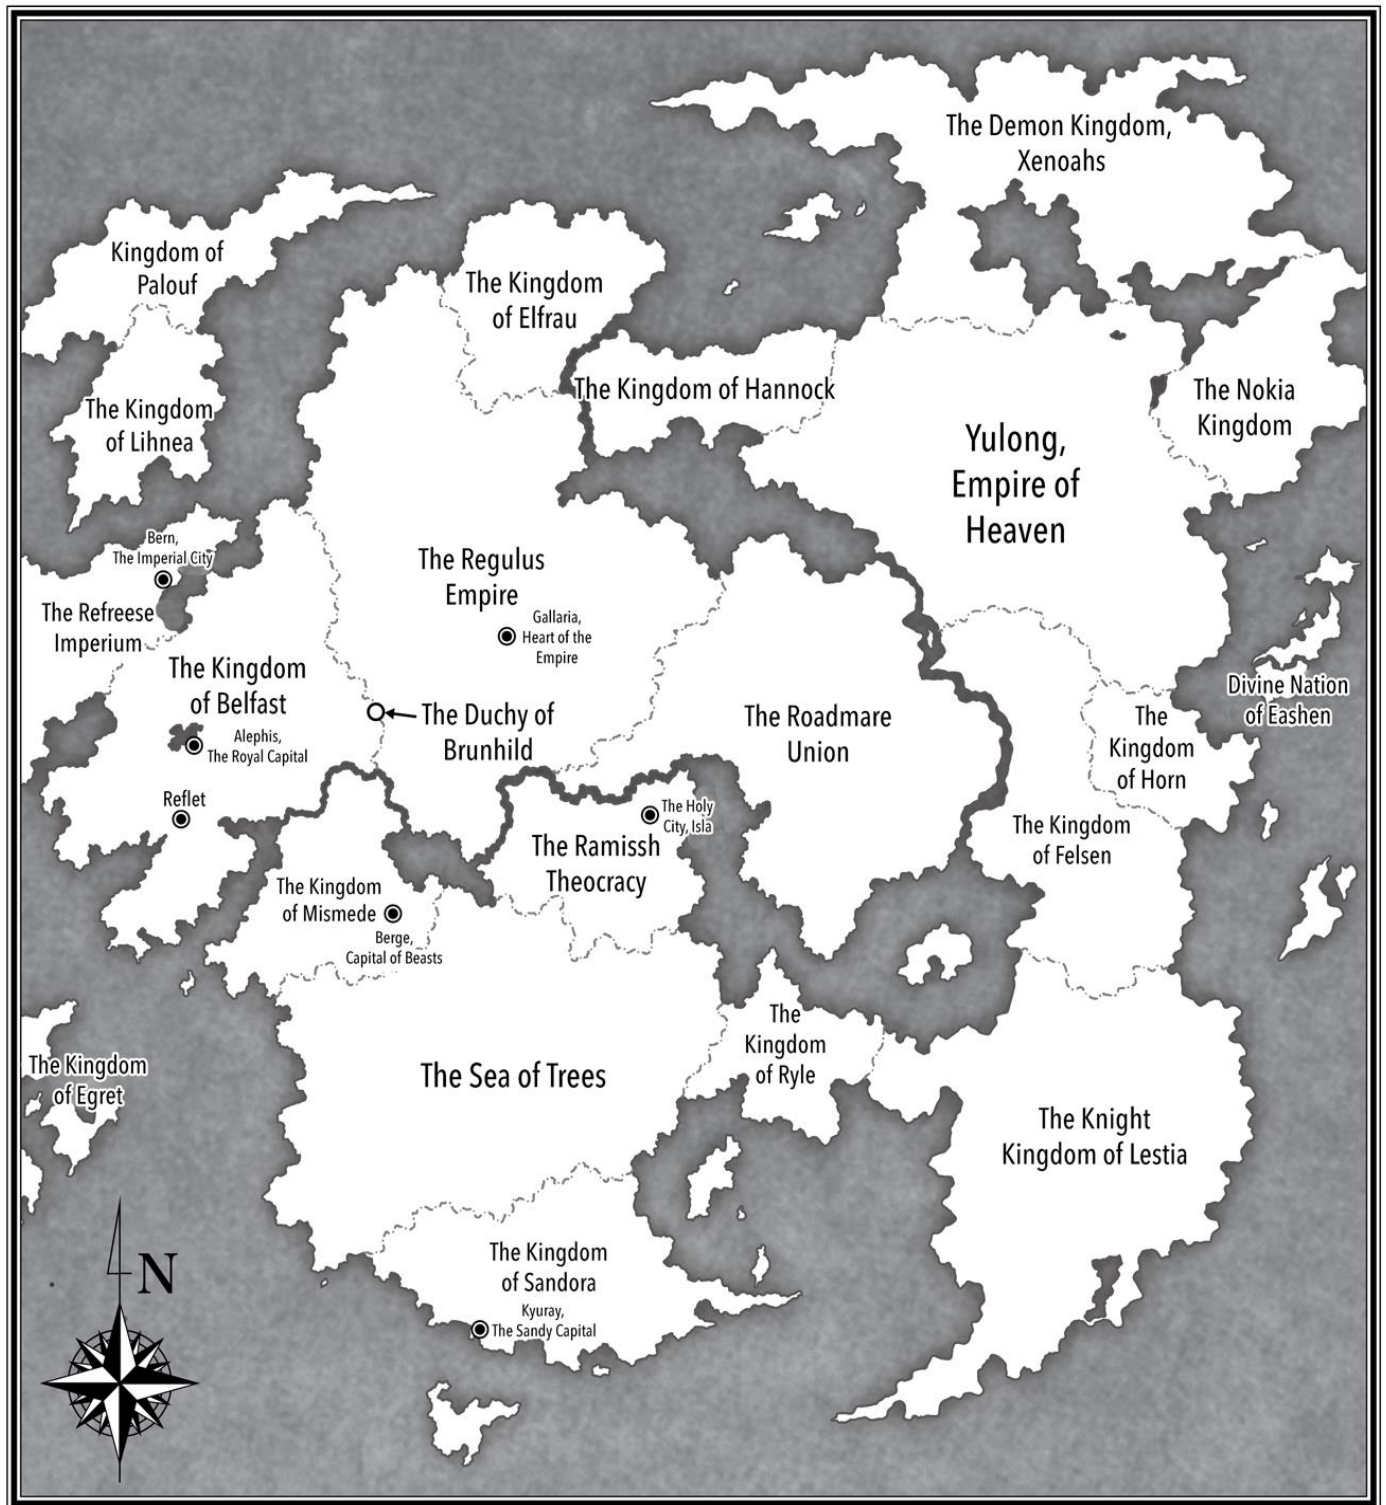 The Demon Kingdom,
Xenoahs
Kingdom of
Palouf
The Kingdom
of Elfrau
The Kingdom of Hannock
The Nokia
Kingdom
The Kingdom
of Lihnea
Yulong,
Empire of
Heaven
Bern,
The Imperial City
The Regulus
Empire
The Refreese
Imperium
Gallaria,
Heart of the
Empire
The Kingdom
of Belfast
Divine Nation
of Eashen
The Duchy of
Brunhild
The Roadmare
Union
The
Kingdom
of Horn
Alephis,
The Royal Capital
Reflet
The Holy
City, Isla
The Kingdom
of Felsen
The Ramissh
Theocracy
The Kingdom
of Mismede
Berge,
Capital of Beasts
The
Kingdom
of Ryle
The Kingdom
of Egret
The Sea of Trees
The Knight
Kingdom of Lestia
The Kingdom
of Sandora
Kyuray,
The Sandy Capital
N